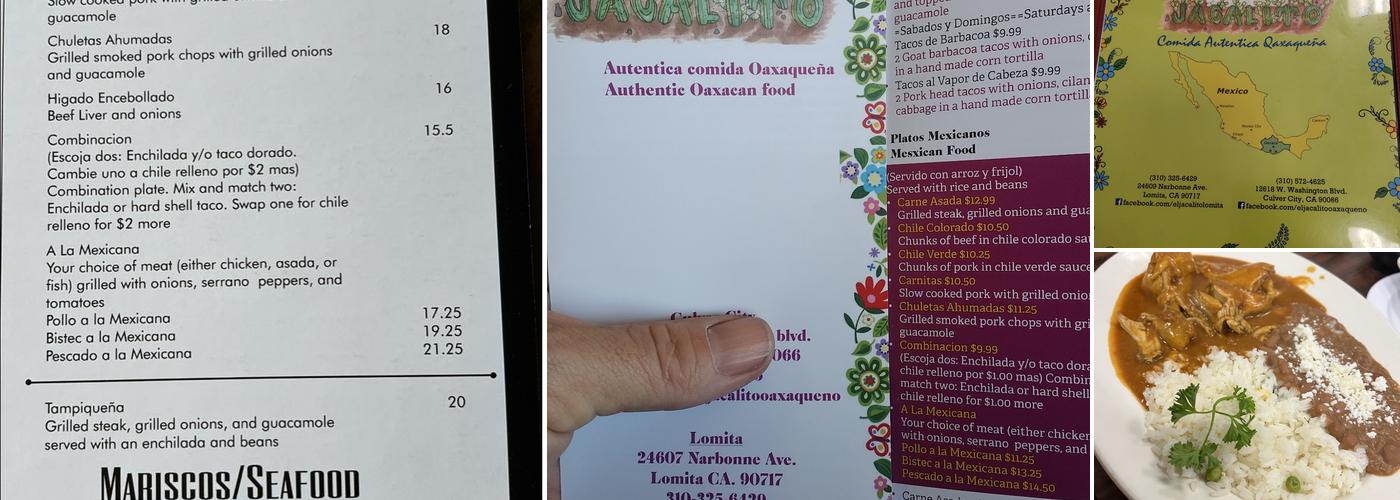 Slow cooked pork with grilled
guacamole
Chuletas Ahumadas 18
Grilled smoked pork chops with grilled onions
and guacamole
Higado Encebollado 16
Beef Liver and onions
Combinacion 15.5
(Escoja dos: Enchilada y/o taco dorado.
Cambie uno a chile relleno por $2 mas)
Combination plate. Mix and match two:
Enchilada or hard shell taco. Swap one for chile
relleno for $2 more
A La Mexicana
Your choice of meat (either chicken, asada, or
fish) grilled with onions, serrano peppers, and
tomatoes
Pollo a la Mexicana 17.25
Bistec a la Mexicana 19.25
Pescado a la Mexicana 21.25
Tampiqueña 20
Grilled steak, grilled onions, and guacamole
served with an enchilada and beans
MARISCOS/SEAFOOD
JACALITO
Autentica comida Oaxaqueña
Authentic Oaxacan food
blvd.
Lomita
24607 Narbonne Ave.
Lomita CA. 90717
310-325-6429
and topped
guacamole
=Sabados y Domingos==Saturdays
Tacos de Barbacoa $9.99
2 Goat barbacoa tacos with onions,
in a hand made corn tortilla
Tacos al Vapor de Cabeza $9.99
2 Pork head tacos with onions,
cabbage in a hand made corn
Platos Mexicanos
Mesxican Food
(Servido con arroz y frijol)
Served with rice and beans
Carne Asada $12.99
Grilled steak, grilled onions and
Chile Colorado $10.50
Chunks of beef in chile colorado
Chile Verde $10.25
Chunks of pork in chile verde sauce
Carnitas $10.50
Slow cooked pork with grilled
Chuletas Ahumadas $11.25
Grilled smoked pork chops with
guacamole
Combinacion $9.99
(Escoja dos: Enchilada y/o taco
chile relleno por $1.00 mas)
match two: Enchilada or hard shell
chile relleno for $1.00 more
A La Mexicana
Your choice of meat (either
with onions, serrano peppers, and
Pollo a la Mexicana $11.25
Bistec a la Mexicana $13.25
Pescado a la Mexicana $14.50
JACALITO
Comida Autentica Oaxaqueña
Mexico
(310) 325-6429
24609 Narbonne Ave.
Lomita, CA 90717
facebook.com/eljacalitolomita
(310) 572-4625
12618 W. Washington Blvd.
Culver City, CA 90066
facebook.com/eljacalitooaxaqueno